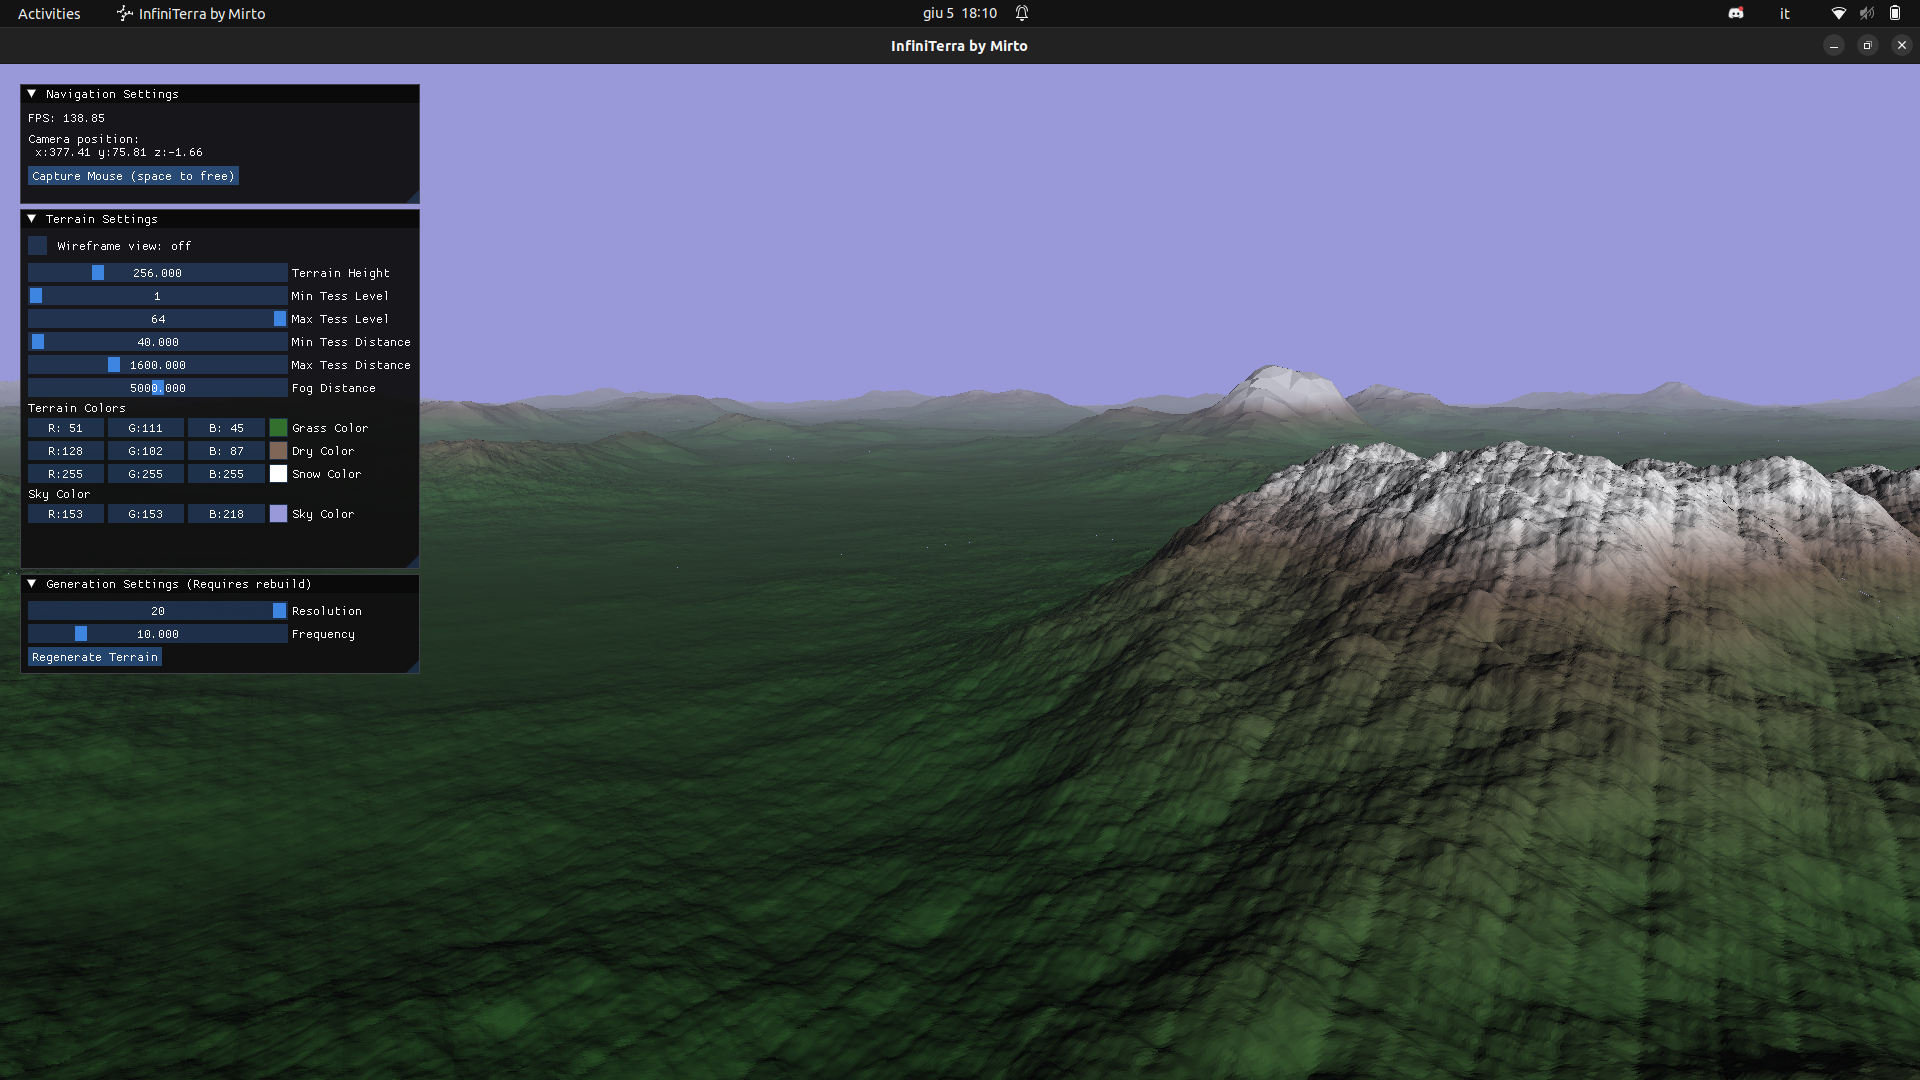 Activities InfiniTerra by Mirto giu 5 18:10 it
InfiniTerra by Mirto
Navigation Settings
FPS: 138.85
Camera position:
x:377.41 y:75.81 z:-1.66
Capture Mouse (space to free)
Terrain Settings
Wireframe view: off
256.000 Terrain Height
1 Min Tess Level
64 Max Tess Level
40.000 Min Tess Distance
1600.000 Max Tess Distance
5000.000 Fog Distance
Terrain Colors
R: 51 G:111 B: 45 Grass Color
R:128 G:102 B: 87 Dry Color
R:255 G:255 B:255 Snow Color
Sky Color
R:153 G:153 B:218 Sky Color
Generation Settings (Requires rebuild)
20 Resolution
10.000 Frequency
Regenerate Terrain